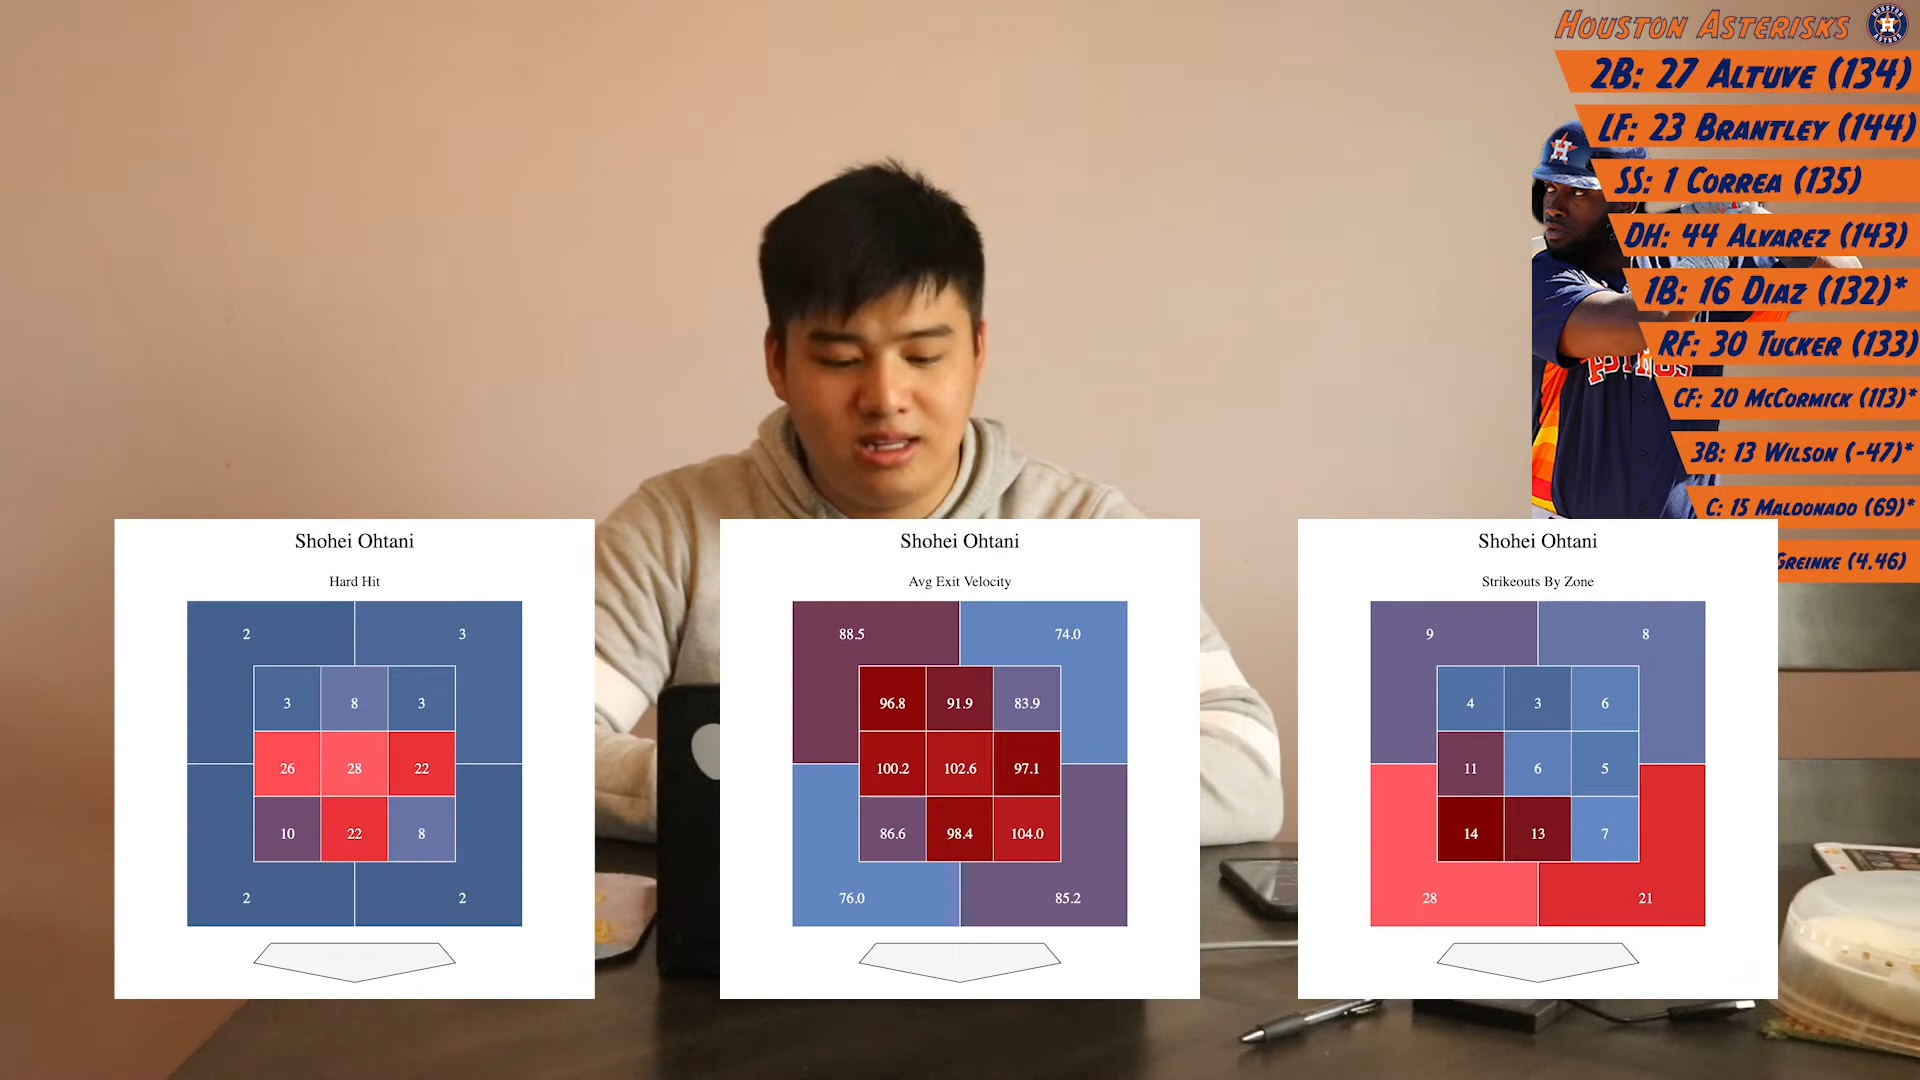 Houston Asterisks
HOUSTON
H
ASTROS
2B: 27 Altuve (134)
LF: 23 Brantley (144)
SS: 1 Correa (135)
DH: 44 Alvarez (143)
1B: 16 Diaz (132)*
RF: 30 Tucker (133)
CF: 20 McCormick (113)*
3B: 13 Wilson (-47)*
C: 15 Maldonado (69)*
Greinke (4.46)
H
Shohei Ohtani
Hard Hit
2 3
3 8 3
26 28 22
10 22 8
2 2
Shohei Ohtani
Avg Exit Velocity
88.5 74.0
96.8 91.9 83.9
100.2 102.6 97.1
86.6 98.4 104.0
76.0 85.2
Shohei Ohtani
Strikeouts By Zone
9 8
4 3 6
11 6 5
14 13 7
28 21